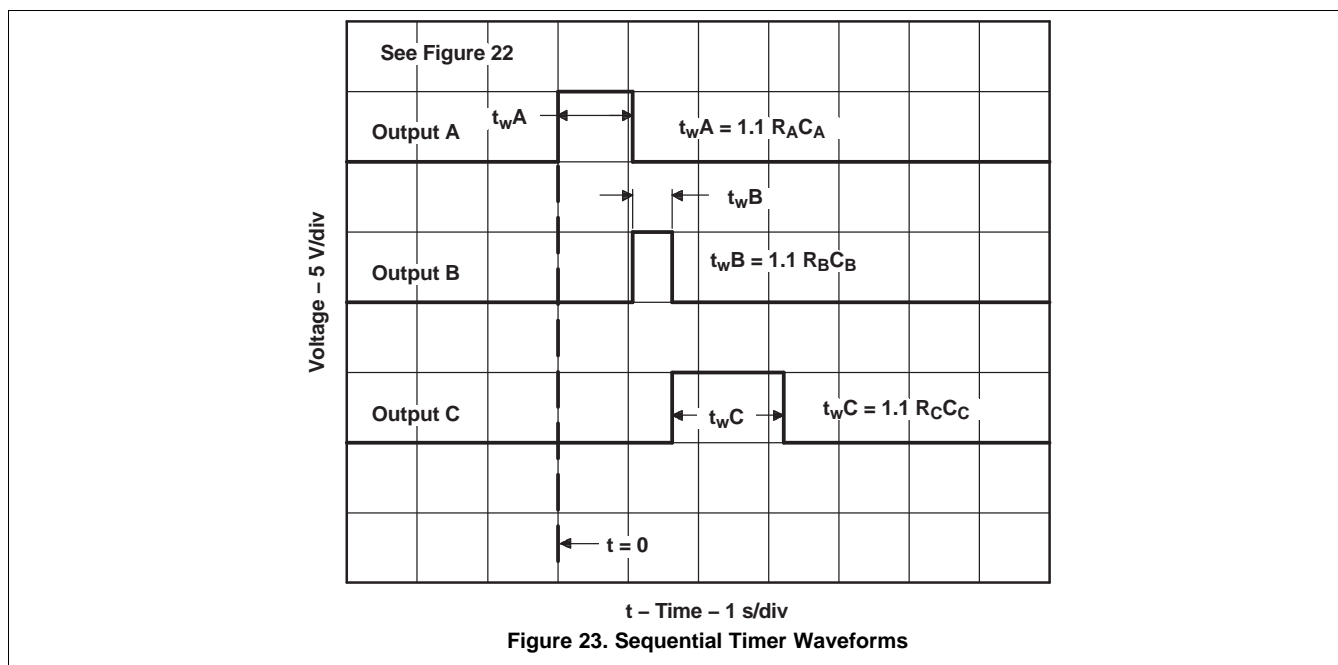 See Figure 22
Output A
twA
twA = 1.1 RACA
twB
Output B
twB = 1.1 RBCB
Output C
twC
twC = 1.1 RCCC
t = 0
Voltage – 5 V/div
t – Time – 1 s/div
Figure 23. Sequential Timer Waveforms